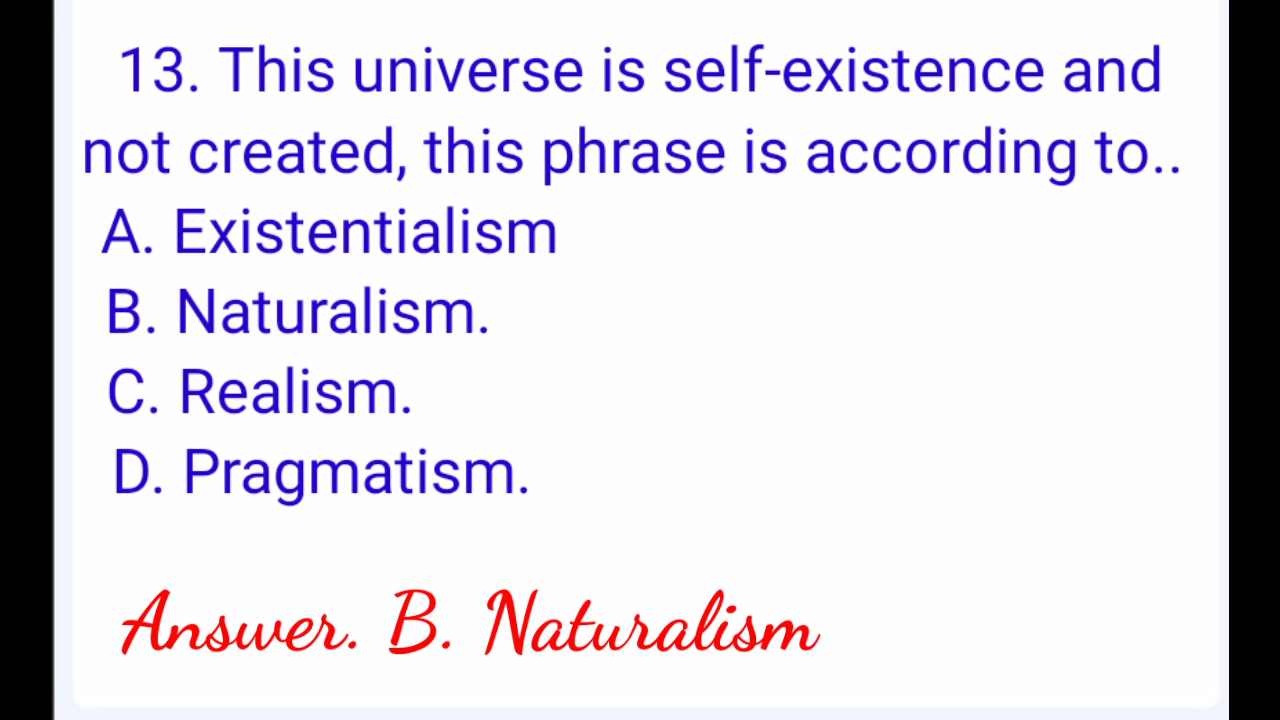 13. This universe is self-existence and
not created, this phrase is according to..
A. Existentialism
B. Naturalism.
C. Realism.
D. Pragmatism.
Answer. B. Naturalism